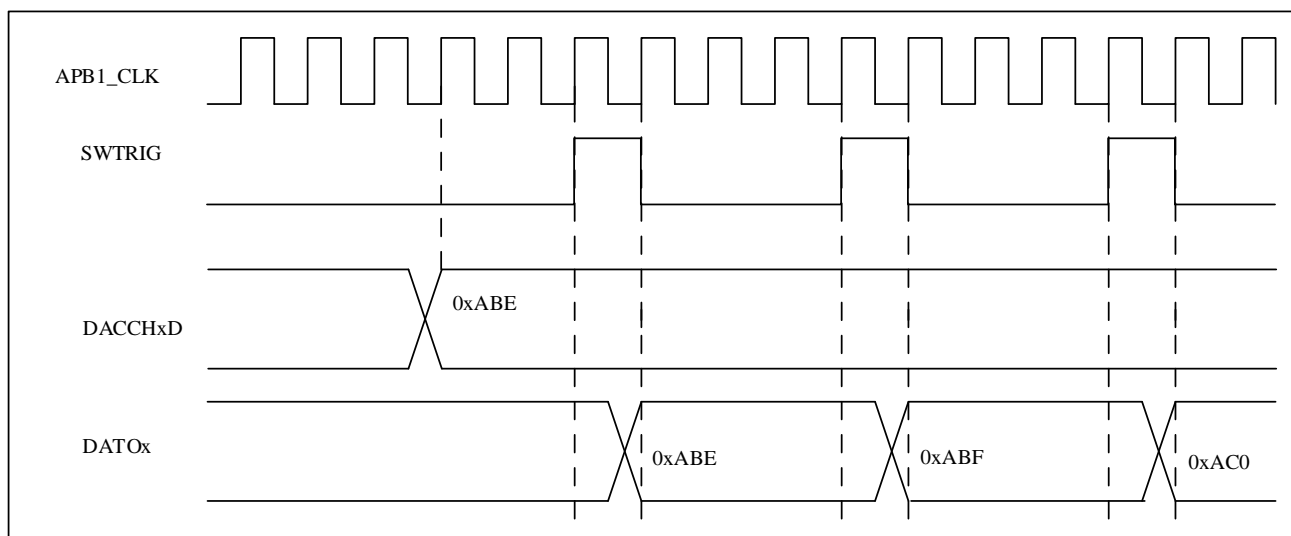 APB1_CLK
SWTRIG
0xABE
DACCHxD
DATOx
0xABE
0xABF
0xAC0